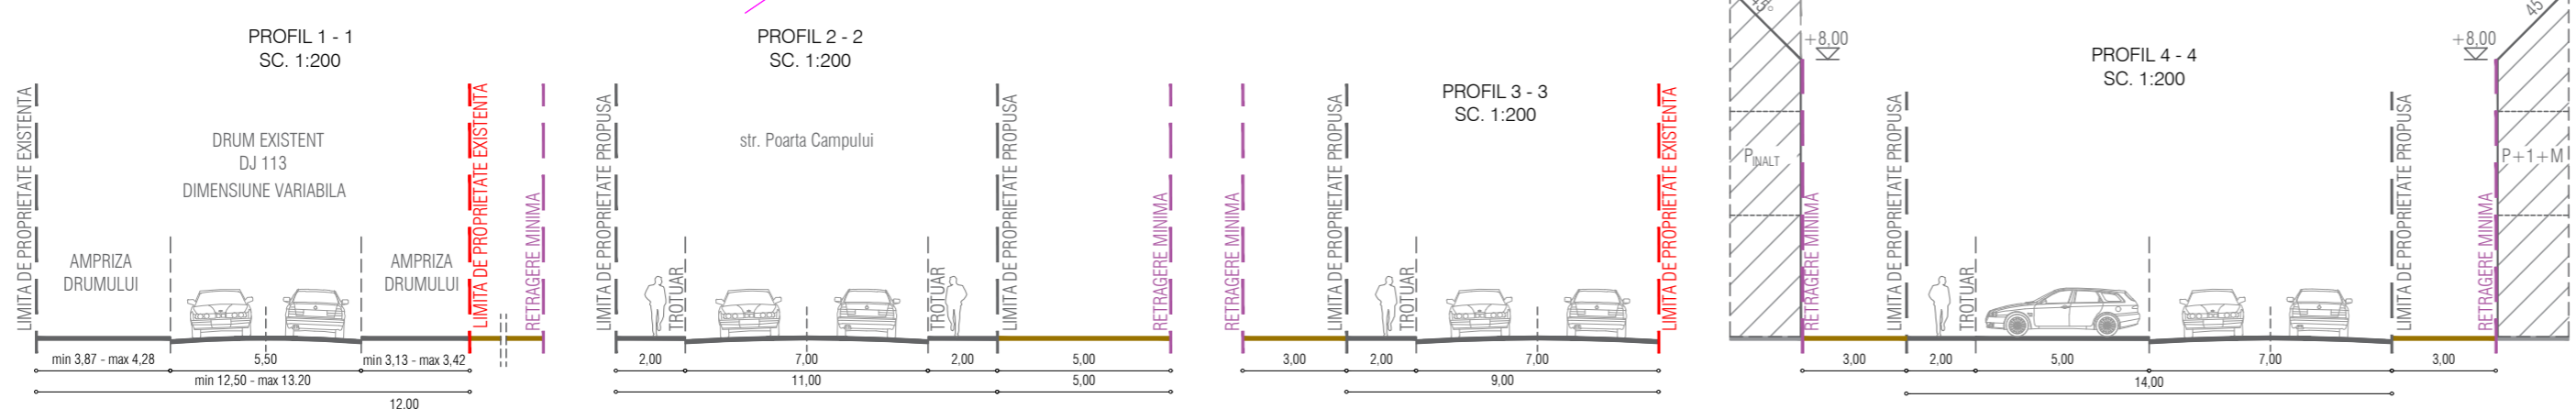 PROFIL 1 - 1
SC. 1:200
LIMITA DE PROPRIETATE EXISTENTA
DRUM EXISTENT
DJ 113
DIMENSIUNE VARIABILA
AMPRIZA
DRUMULUI
AMPRIZA
DRUMULUI
LIMITA DE PROPRIETATE EXISTENTA
RETRAGERE MINIMA
min 3,87 - max 4,28
5,50
min 3,13 - max 3,42
min 12,50 - max 13.20
12,00
PROFIL 2 - 2
SC. 1:200
LIMITA DE PROPRIETATE PROPUSA
str. Poarta Campului
TROTUAR
TROTUAR
LIMITA DE PROPRIETATE PROPUSA
RETRAGERE MINIMA
2,00
7,00
2,00
5,00
11,00
5,00
PROFIL 3 - 3
SC. 1:200
RETRAGERE MINIMA
LIMITA DE PROPRIETATE PROPUSA
TROTUAR
LIMITA DE PROPRIETATE EXISTENTA
3,00
2,00
7,00
9,00
45°
45
+8,00
+8,00
PROFIL 4 - 4
SC. 1:200
PINALT
P+1+M
RETRAGERE MINIMA
LIMITA DE PROPRIETATE PROPUSA
TROTUAR
LIMITA DE PROPRIETATE PROPUSA
RETRAGERE MINIMA
3,00
2,00
5,00
7,00
3,00
14,00